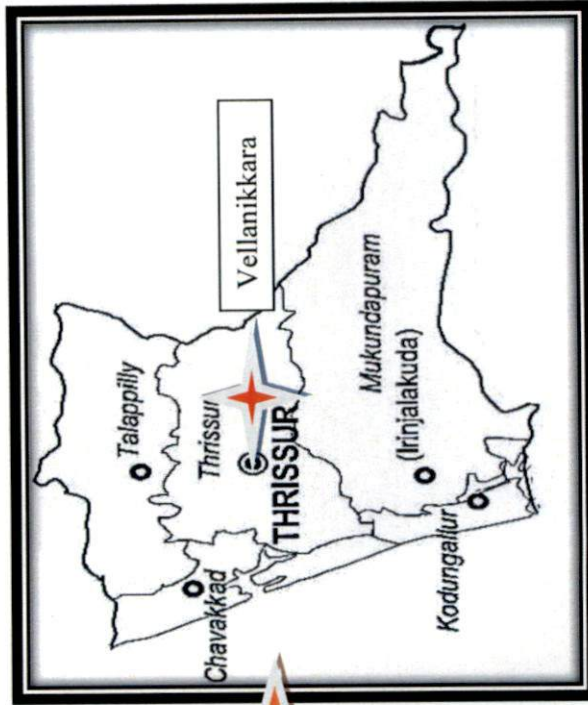 Talappilly
Vellanikkara
Chavakkad
Thrissur
THRISSUR
Mukundapuram
(Irinjalakuda)
Kodungallur